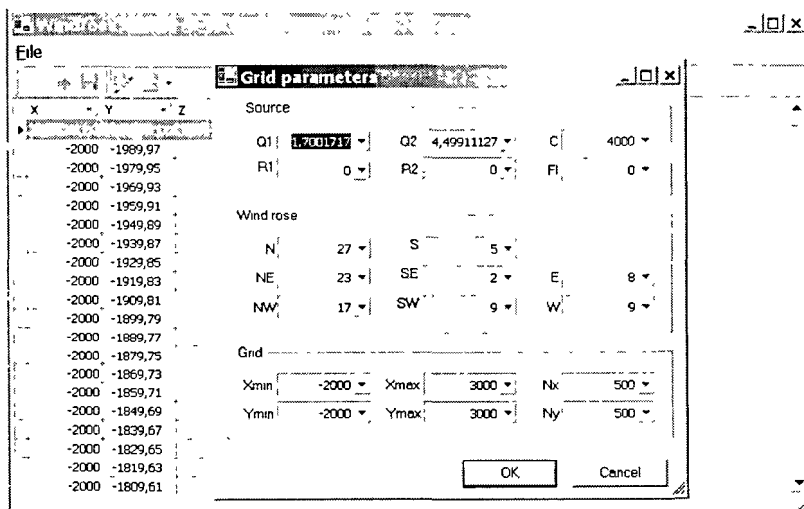 File
Grid parameters
X Y Z
Source
Q1 1,7001717 Q2 4,49911127 C 4000
R1 0 R2 0 FI 0
Wind rose
N 27 S 5
NE 23 SE 2 E 8
NW 17 SW 9 W 9
Grid
Xmin -2000 Xmax 3000 Nx 500
Ymin -2000 Ymax 3000 Ny 500
OK Cancel
-2000 -1989,97
-2000 -1979,95
-2000 -1969,93
-2000 -1959,91
-2000 -1949,89
-2000 -1939,87
-2000 -1929,85
-2000 -1919,83
-2000 -1909,81
-2000 -1899,79
-2000 -1889,77
-2000 -1879,75
-2000 -1869,73
-2000 -1859,71
-2000 -1849,69
-2000 -1839,67
-2000 -1829,65
-2000 -1819,63
-2000 -1809,61